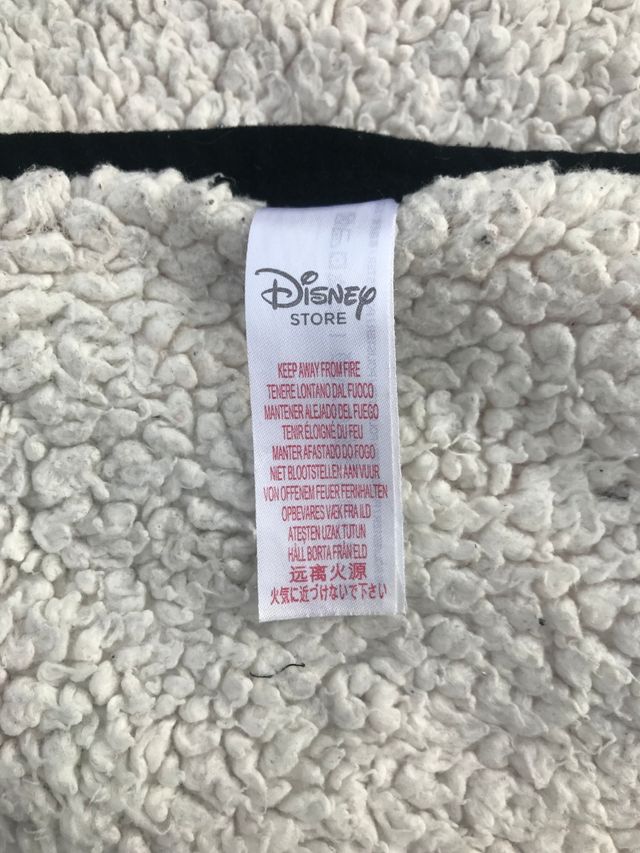 Disney
STORE
KEEP AWAY FROM FIRE
TENERE LONTANO DAL FUOCO
MANTENER ALEJADO DEL FUEGO
TENIR ÉLOIGNÉ DU FEU
MANTER AFASTADO DO FOGO
NIET BLOOTSTELLEN AAN VUUR
VON OFFENEM FEUER FERNHALTEN
OPBEVARES VÆK FRA ILD
ATEŞTEN UZAK TUTUN
HÅLL BORTA FRÅN ELD
远离火源
火気に近づけないで下さい